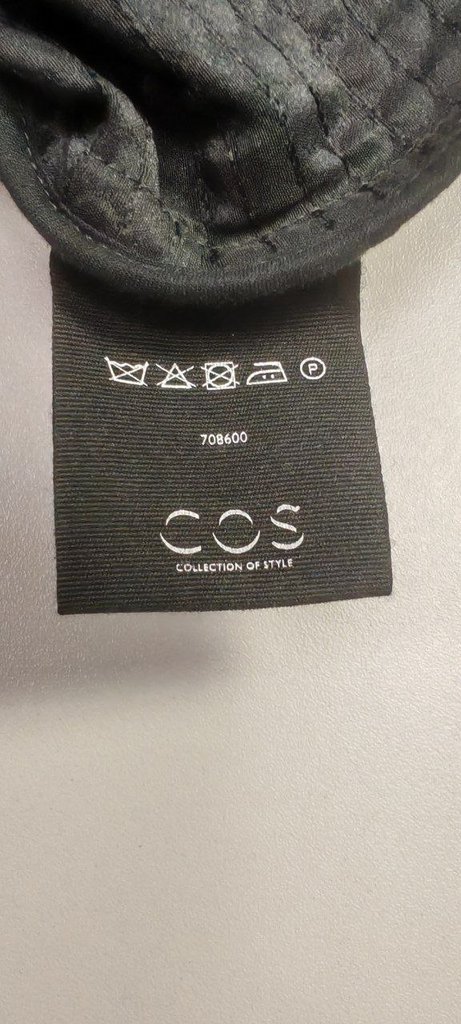 P
708600
COS
COLLECTION OF STYLE